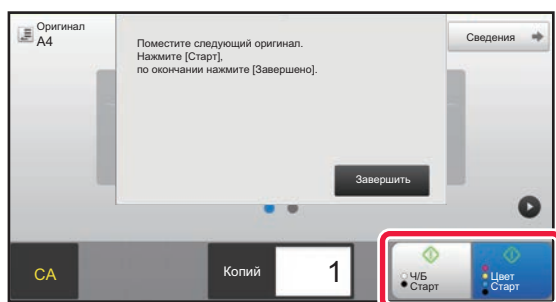 Оригинал
A4
Поместите следующий оригинал.
Нажмите [Старт],
по окончании нажмите [Завершено].
Сведения
Завершить
CA
Копий
1
Ч/Б
Старт
Цвет
Старт